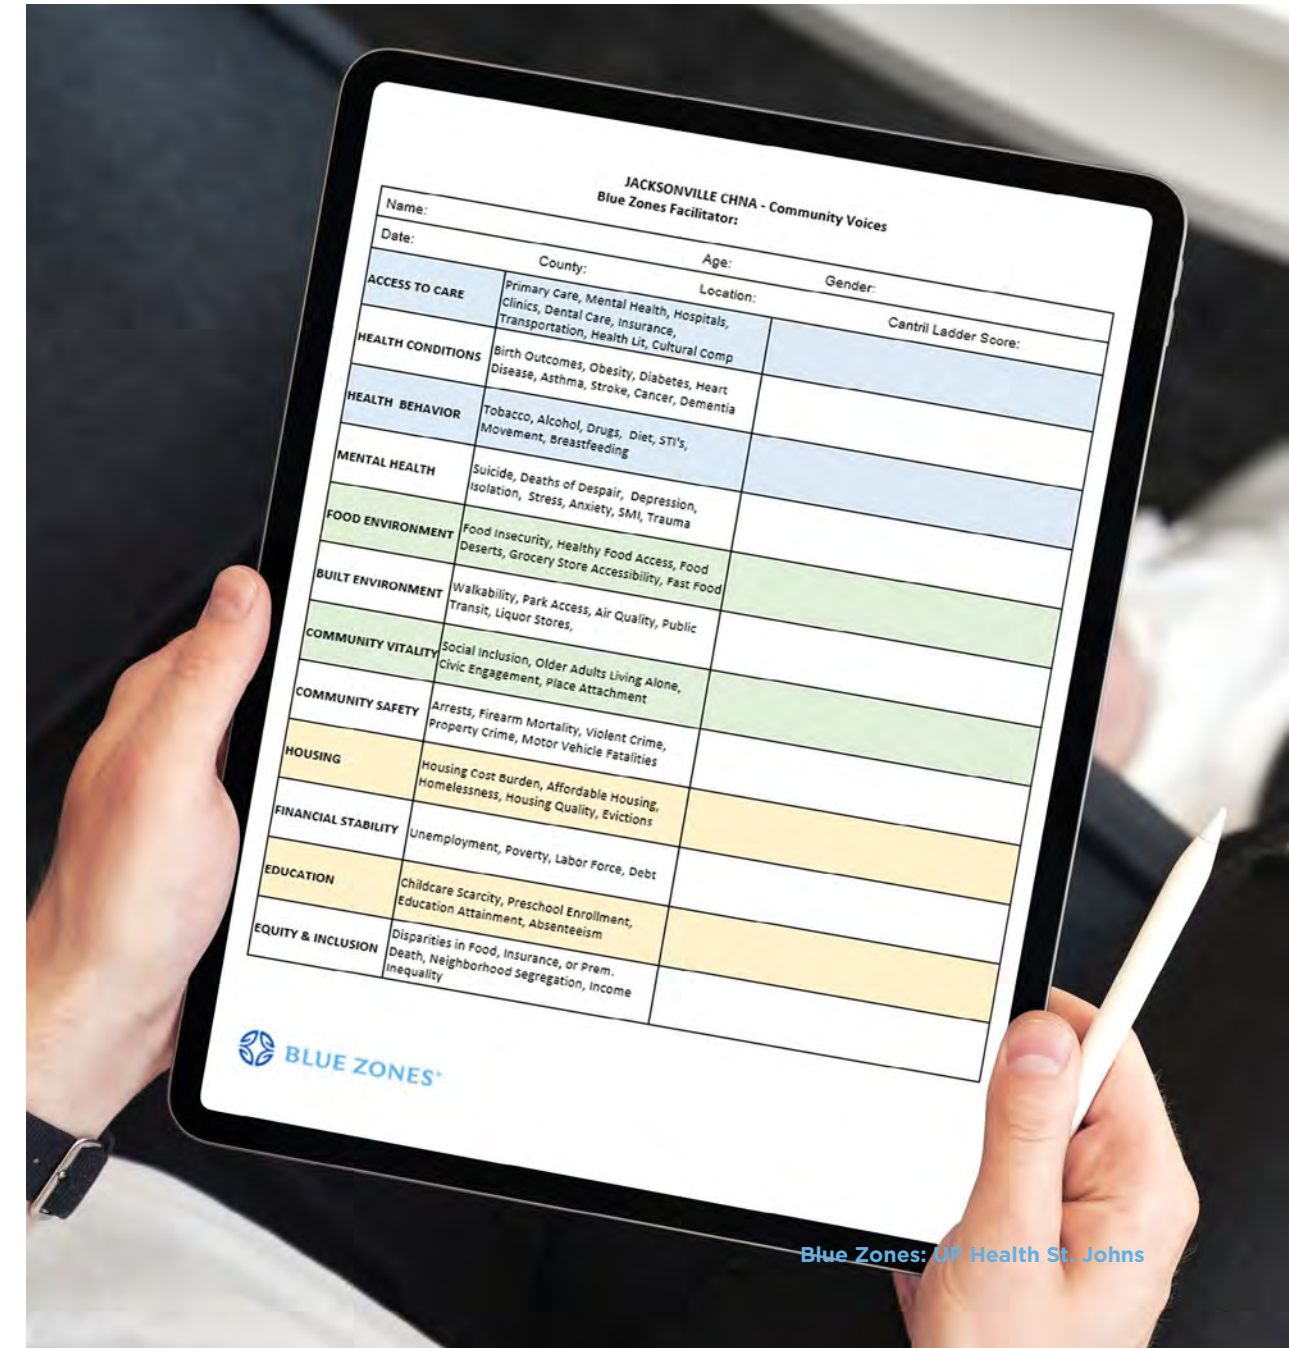 JACKSONVILLE CHNA - Community Voices
Blue Zones Facilitator:
Name: Age: Gender:
Date: County: Location: Cantril Ladder Score:
ACCESS TO CARE
Primary Care, Mental Health, Hospitals,
Clinics, Dental Care, Insurance,
Transportation, Health Lit, Cultural Comp
HEALTH CONDITIONS
Birth Outcomes, Obesity, Diabetes, Heart
Disease, Asthma, Stroke, Cancer, Dementia
HEALTH BEHAVIOR
Tobacco, Alcohol, Drugs, Diet, STI's,
Movement, Breastfeeding
MENTAL HEALTH
Suicide, Deaths of Despair, Depression,
Isolation, Stress, Anxiety, SMI, Trauma
FOOD ENVIRONMENT
Food Insecurity, Healthy Food Access, Food
Deserts, Grocery Store Accessibility, Fast Food
BUILT ENVIRONMENT
Walkability, Park Access, Air Quality, Public
Transit, Liquor Stores,
COMMUNITY VITALITY
Social Inclusion, Older Adults Living Alone,
Civic Engagement, Place Attachment
COMMUNITY SAFETY
Arrests, Firearm Mortality, Violent Crime,
Property Crime, Motor Vehicle Fatalities
HOUSING
Housing Cost Burden, Affordable Housing,
Homelessness, Housing Quality, Evictions
FINANCIAL STABILITY
Unemployment, Poverty, Labor Force, Debt
EDUCATION
Childcare Scarcity, Preschool Enrollment,
Education Attainment, Absenteeism
EQUITY & INCLUSION
Disparities in Food, Insurance, or Prem.
Death, Neighborhood Segregation, Income
Inequality
BLUE ZONES®
Blue Zones: UF Health St. Johns